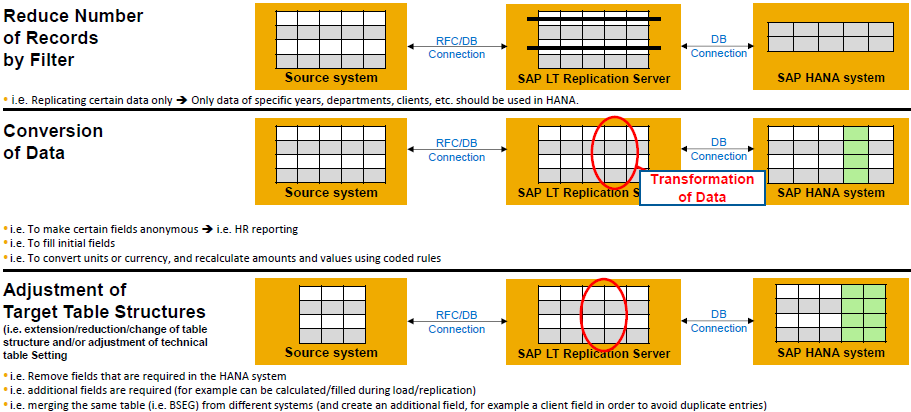 Reduce Number
of Records
by Filter
Source system
RFC/DB
Connection
SAP LT Replication Server
DB
Connection
SAP HANA system
• i.e. Replicating certain data only ➔ Only data of specific years, departments, clients, etc. should be used in HANA.
Conversion
of Data
Source system
RFC/DB
Connection
SAP LT Replication S
Transformation
of Data
DB
Connection
SAP HANA system
• i.e. To make certain fields anonymous ➔ i.e. HR reporting
• i.e. To fill initial fields
• i.e. To convert units or currency, and recalculate amounts and values using coded rules
Adjustment of
Target Table Structures
(i.e. extension/reduction/change of table
structure and/or adjustment of technical
table Setting
Source system
RFC/DB
Connection
SAP LT Replication Server
DB
Connection
SAP HANA system
• i.e. Remove fields that are required in the HANA system
• i.e. additional fields are required (for example can be calculated/filled during load/replication)
• i.e. merging the same table (i.e. BSEG) from different systems (and create an additional field, for example a client field in order to avoid duplicate entries)